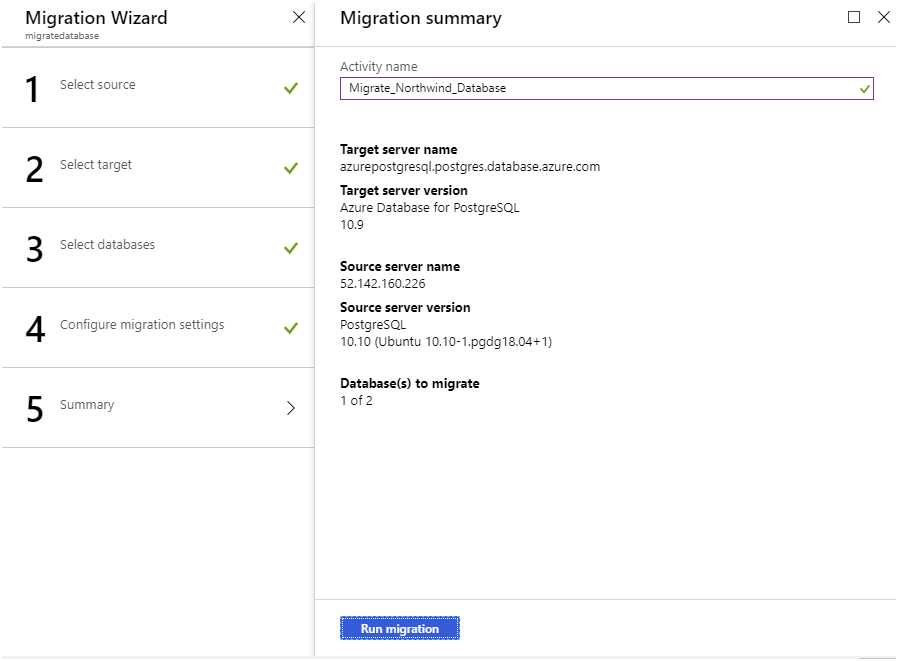 Migration Wizard
migratedatabase
1 Select source
2 Select target
3 Select databases
4 Configure migration settings
5 Summary
Migration summary
Activity name
Migrate_Northwind_Database
Target server name
azurepostgresql.postgres.database.azure.com
Target server version
Azure Database for PostgreSQL
10.9
Source server name
52.142.160.226
Source server version
PostgreSQL
10.10 (Ubuntu 10.10-1.pgdg18.04+1)
Database(s) to migrate
1 of 2
Run migration